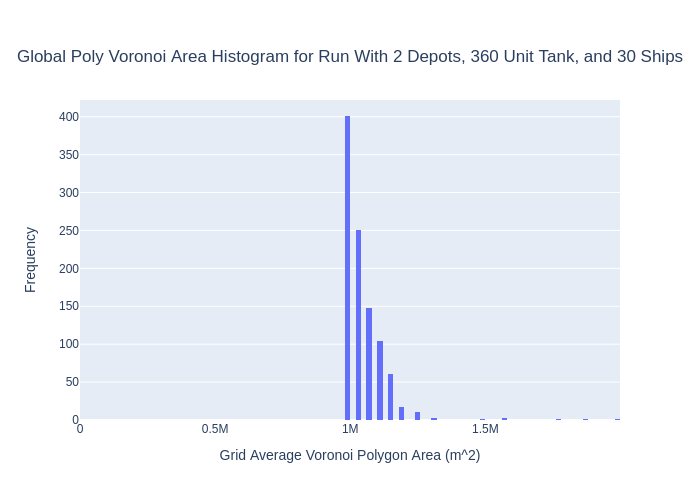 Global Poly Voronoi Area Histogram for Run With 2 Depots, 360 Unit Tank, and 30 Ships
400
350
300
250
200
150
100
50
0
Frequency
0 0.5M 1M 1.5M
Grid Average Voronoi Polygon Area (m^2)